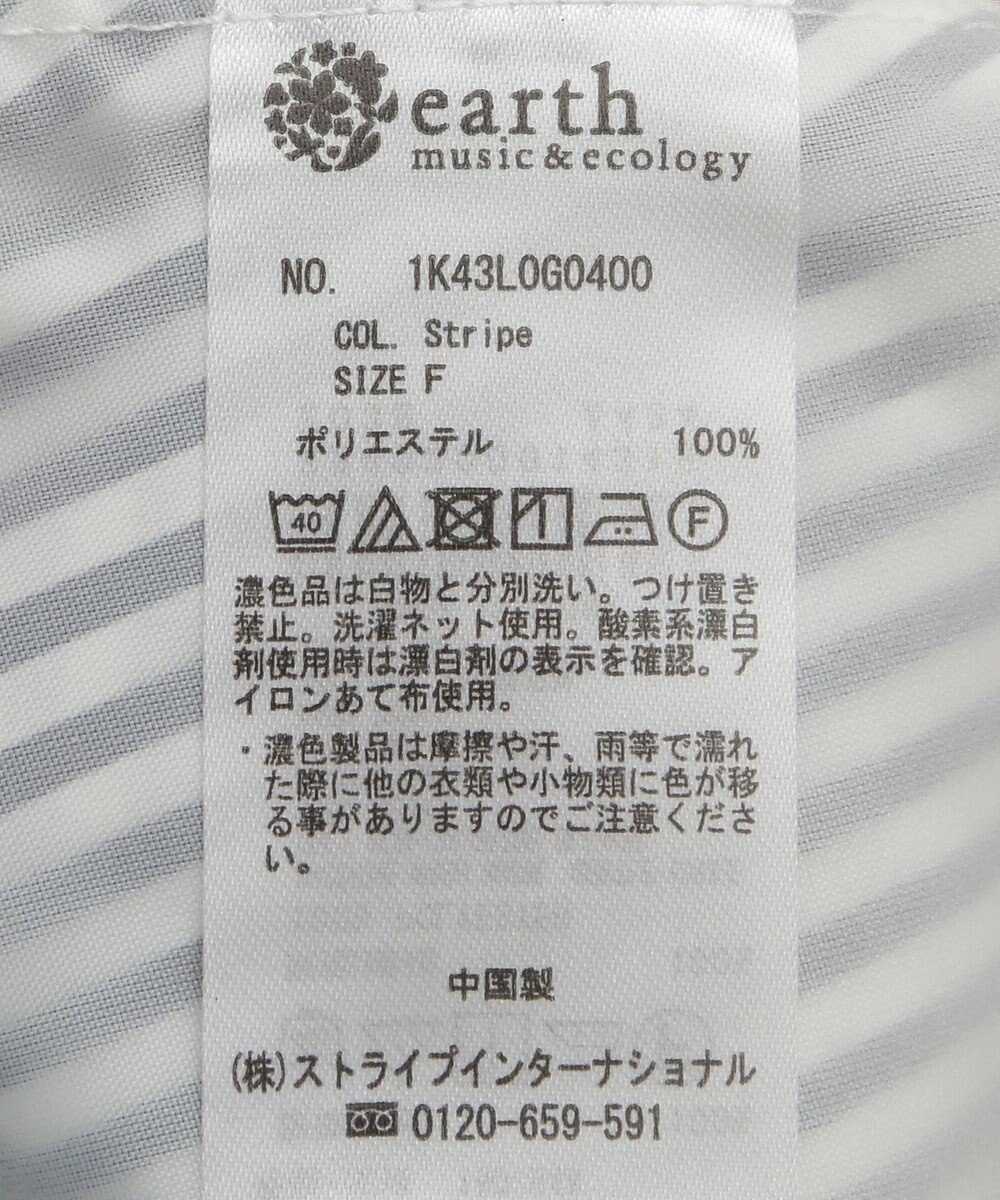 earth
music&ecology
NO. 1K43L0G0400
COL. Stripe
SIZE F
ポリエステル 100%
40 F
濃色品は白物と分別洗い。つけ置き
禁止。洗濯ネット使用。酸素系漂白
剤使用時は漂白剤の表示を確認。ア
イロンあて布使用。
・濃色製品は摩擦や汗、雨等で濡れ
た際に他の衣類や小物類に色が移
る事がありますのでご注意くださ
い。
中国製
(株)ストライプインターナショナル
0120-659-591